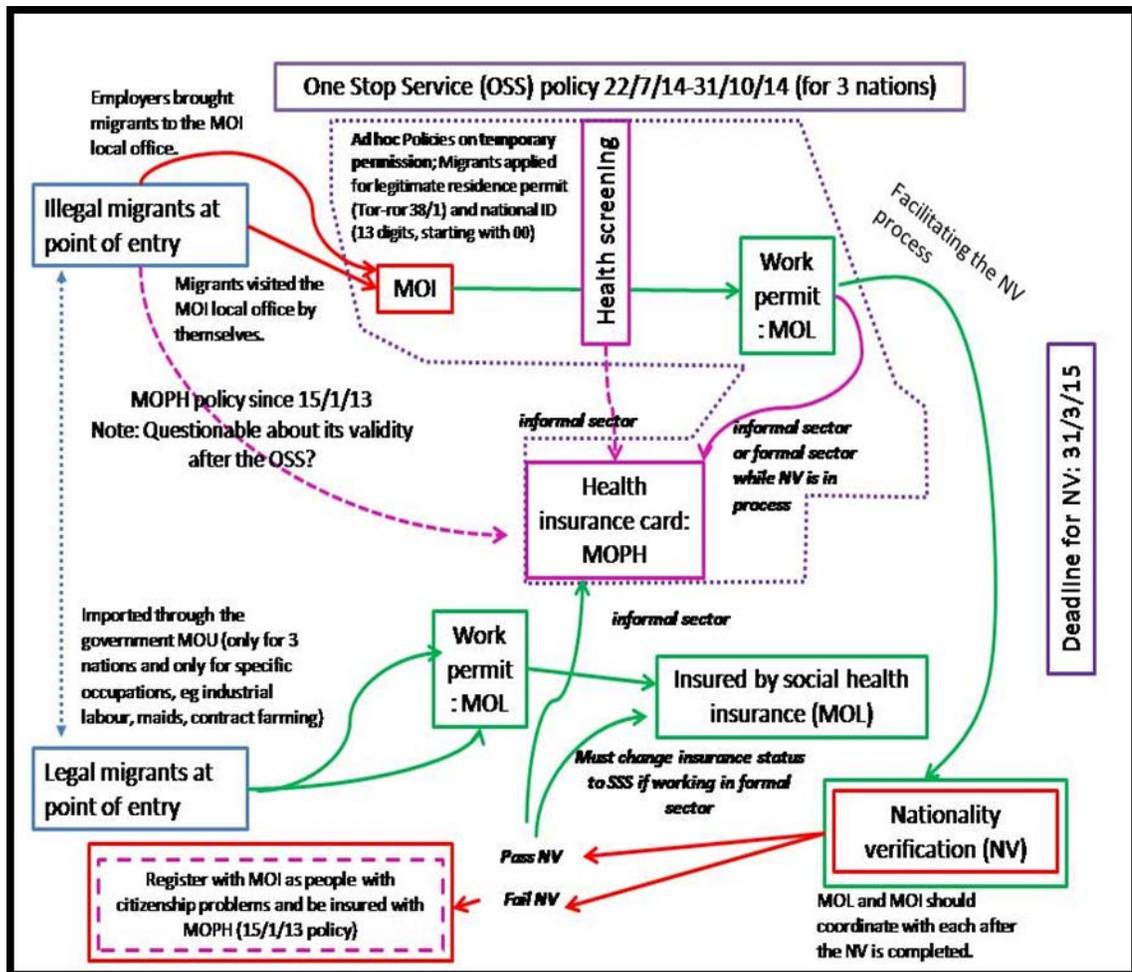 One Stop Service (OSS) policy 22/7/14-31/10/14 (for 3 nations)
Employers brought
migrants to the MOI
local office.
Ad hoc Policies on temporary
permission; Migrants applied
for legitimate residence permit
(Tor-ror 38/1) and national ID
(13 digits, starting with 00)
Health screening
Illegal migrants at
point of entry
Facilitating the NV
process
Migrants visited the
MOI local office by
themselves.
MOI
Work
permit
: MOL
MOPH policy since 15/1/13
Note: Questionable about its validity
after the OSS?
informal sector
informal sector
or formal sector
while NV is in
process
Health
insurance card:
MOPH
Deadline for NV: 31/3/15
Imported through the
government MOU (only for 3
nations and only for specific
occupations, eg industrial
labour, maids, contract farming)
Work
permit
: MOL
informal sector
Insured by social health
insurance (MOL)
Legal migrants at
point of entry
Must change insurance status
to SSS if working in formal
sector
Nationality
verification (NV)
Pass NV
Fail NV
Register with MOI as people with
citizenship problems and be insured with
MOPH (15/1/13 policy)
MOL and MOI should
coordinate with each after
the NV is completed.